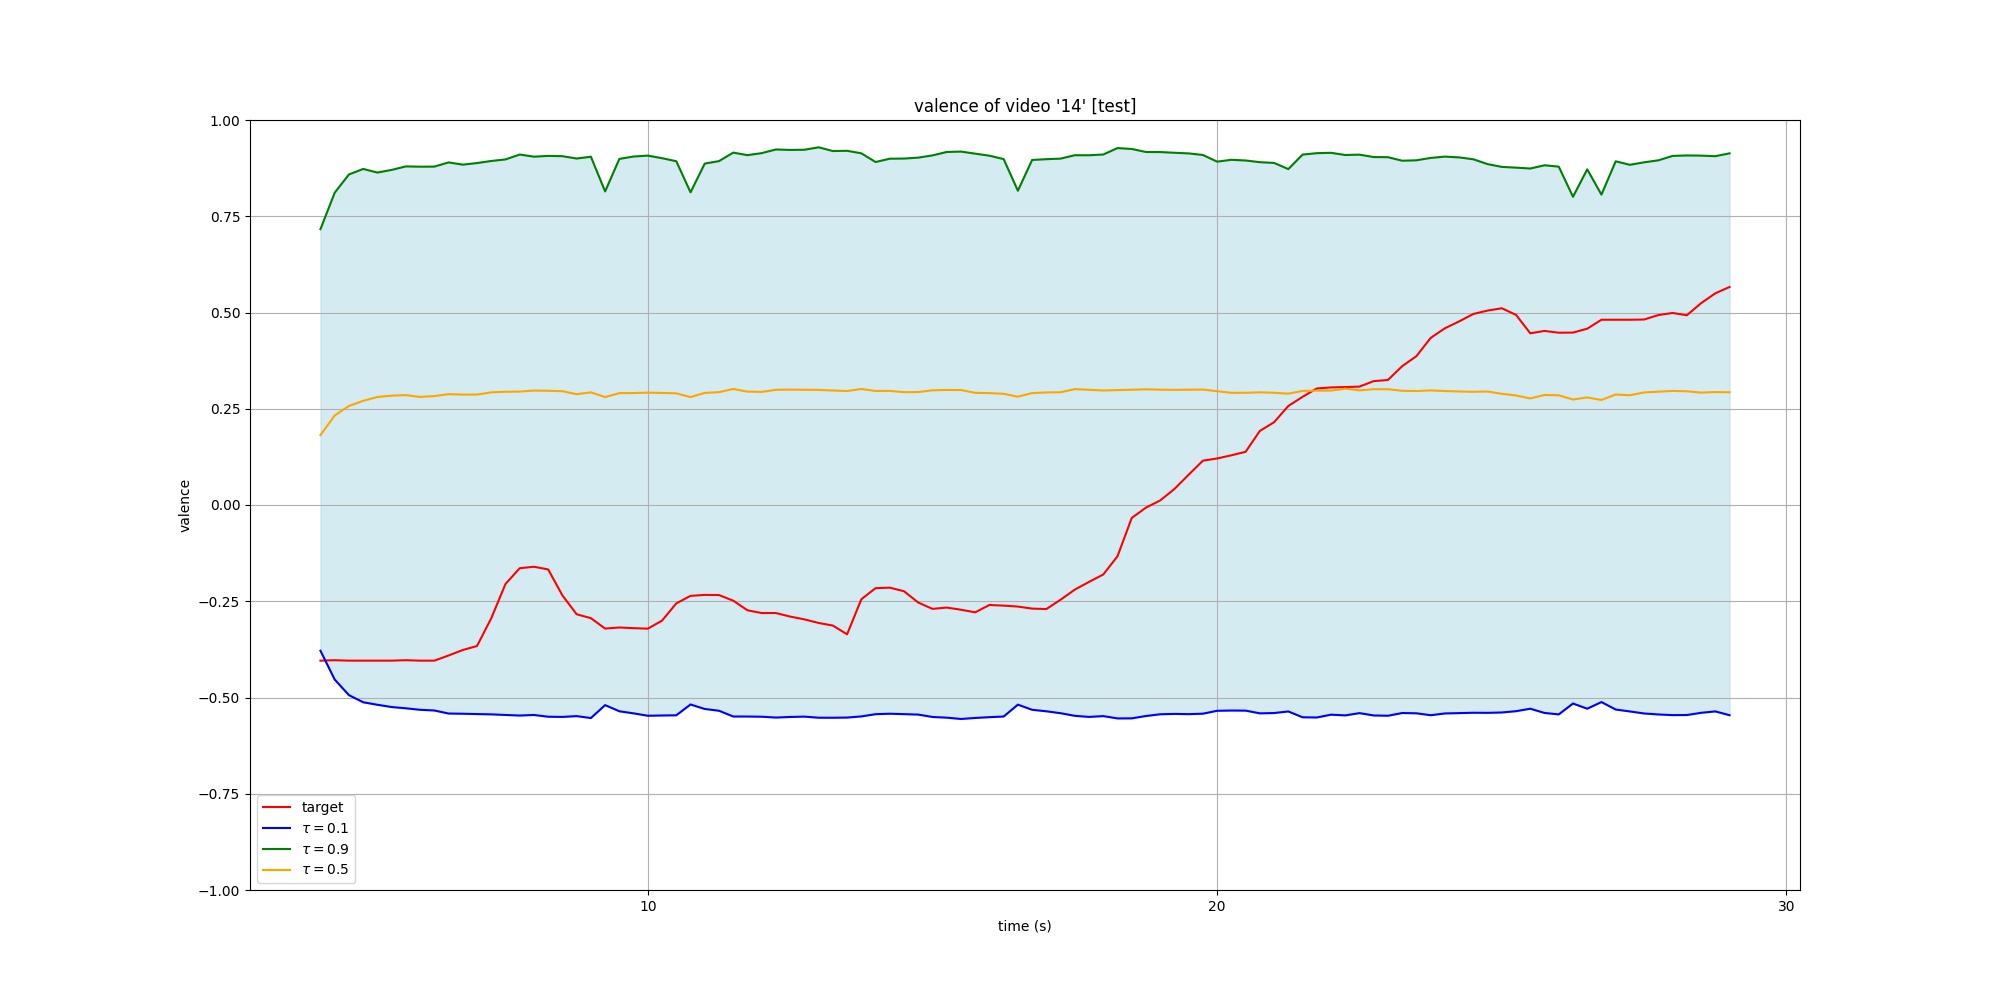 valence of video '14' [test]
1.00
0.75
0.50
0.25
0.00
−0.25
−0.50
−0.75
−1.00
valence
target
τ = 0.1
τ = 0.9
τ = 0.5
10
20
30
time (s)